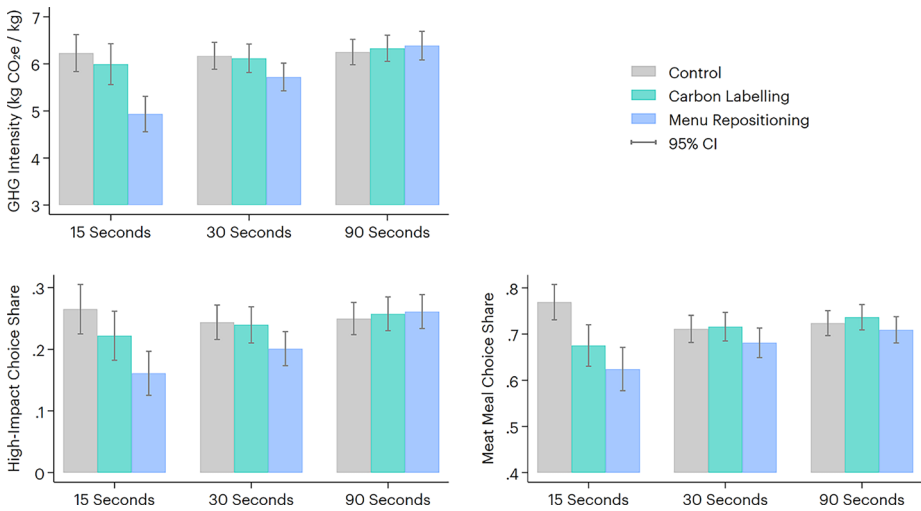 GHG Intensity (kg CO₂e / kg)
7
6
5
4
3
15 Seconds
30 Seconds
90 Seconds
Control
Carbon Labelling
Menu Repositioning
95% CI
High-Impact Choice Share
.3
.2
.1
0
15 Seconds
30 Seconds
90 Seconds
Meat Meal Choice Share
.8
.7
.6
.5
.4
15 Seconds
30 Seconds
90 Seconds